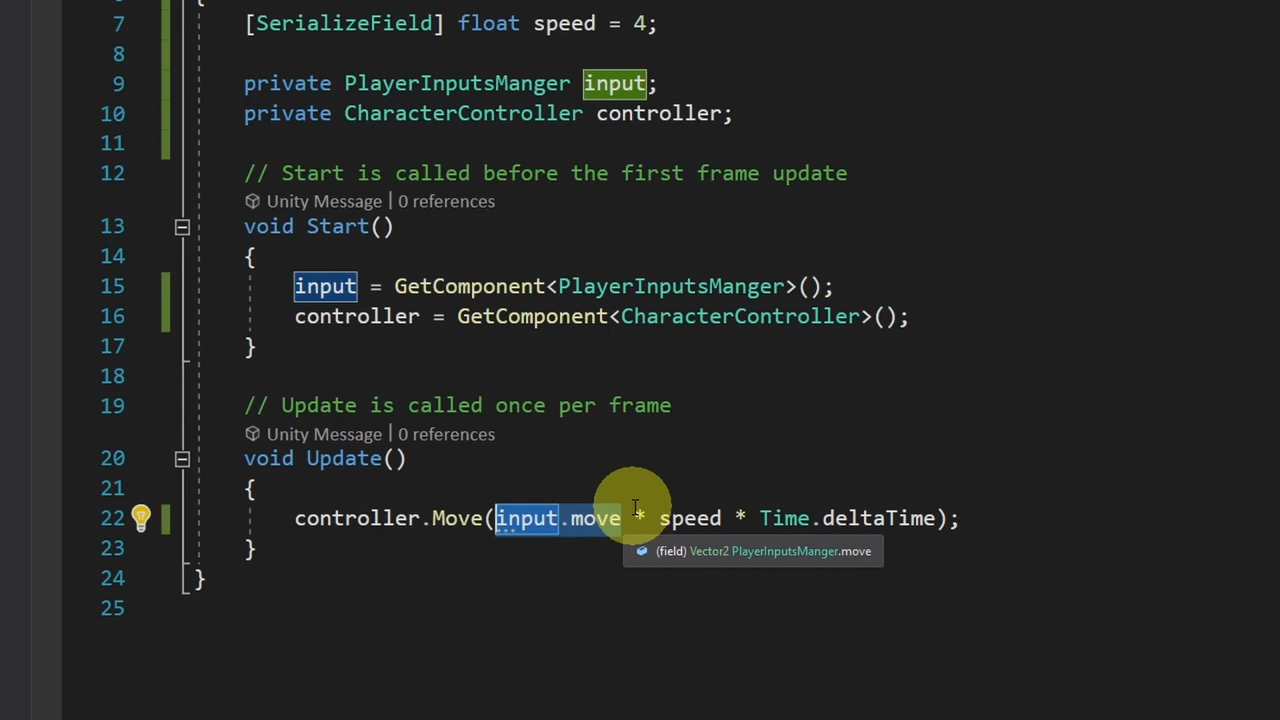 7 [SerializeField] float speed = 4;
8
9 private PlayerInputsManger input;
10 private CharacterController controller;
11
12 // Start is called before the first frame update
Unity Message | 0 references
13 void Start()
14 {
15 input = GetComponent<PlayerInputsManger>();
16 controller = GetComponent<CharacterController>();
17 }
18
19 // Update is called once per frame
Unity Message | 0 references
20 void Update()
21 {
22 controller.Move(input.move * speed * Time.deltaTime);
23 }
(field) Vector2 PlayerInputsManger.move
24 }
25